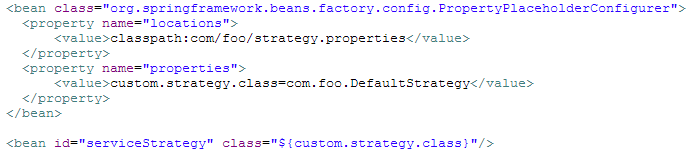 <bean class="org.springframework.beans.factory.config.PropertyPlaceholderConfigurer">
  <property name="locations">
      <value>classpath:com/foo/strategy.properties</value>
  </property>
  <property name="properties">
      <value>custom.strategy.class=com.foo.DefaultStrategy</value>
  </property>
</bean>

<bean id="serviceStrategy" class="${custom.strategy.class}"/>